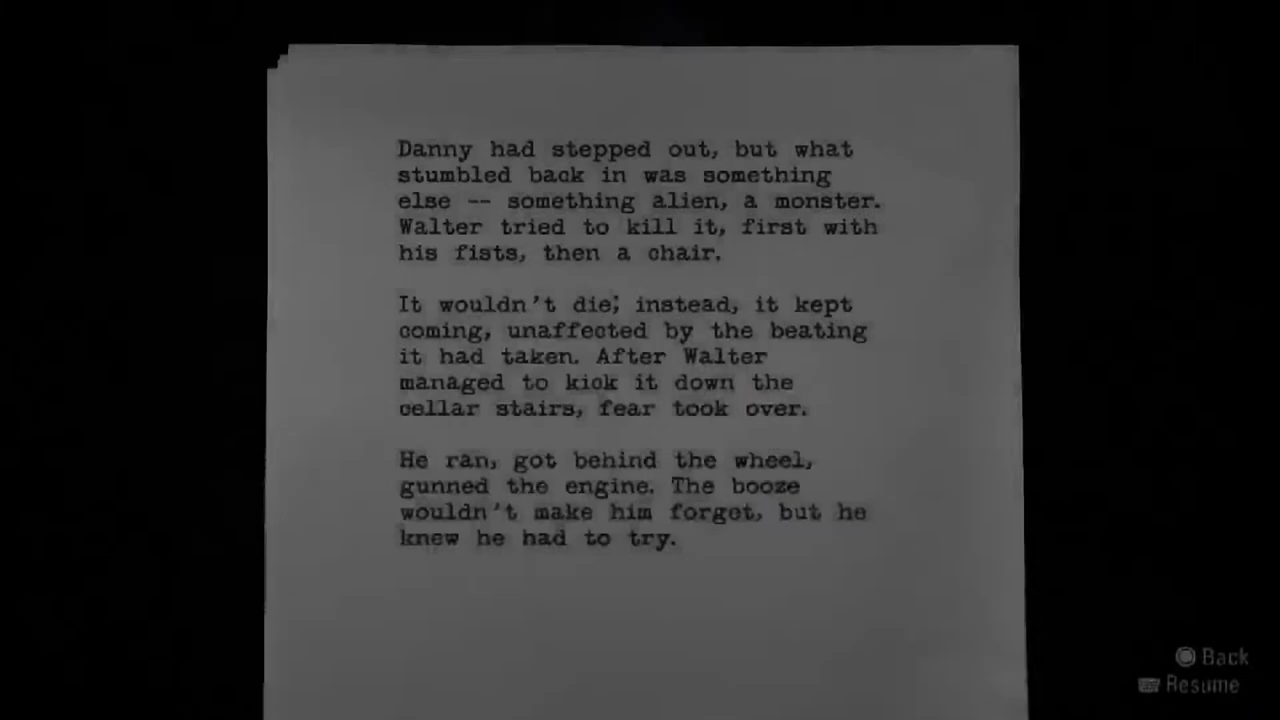 Danny had stepped out, but what
stumbled back in was something
else -- something alien, a monster.
Walter tried to kill it, first with
his fists, then a chair.
It wouldn't die; instead, it kept
coming, unaffected by the beating
it had taken. After Walter
managed to kick it down the
cellar stairs, fear took over.
He ran, got behind the wheel,
gunned the engine. The booze
wouldn't make him forget, but he
knew he had to try.
Back
Resume